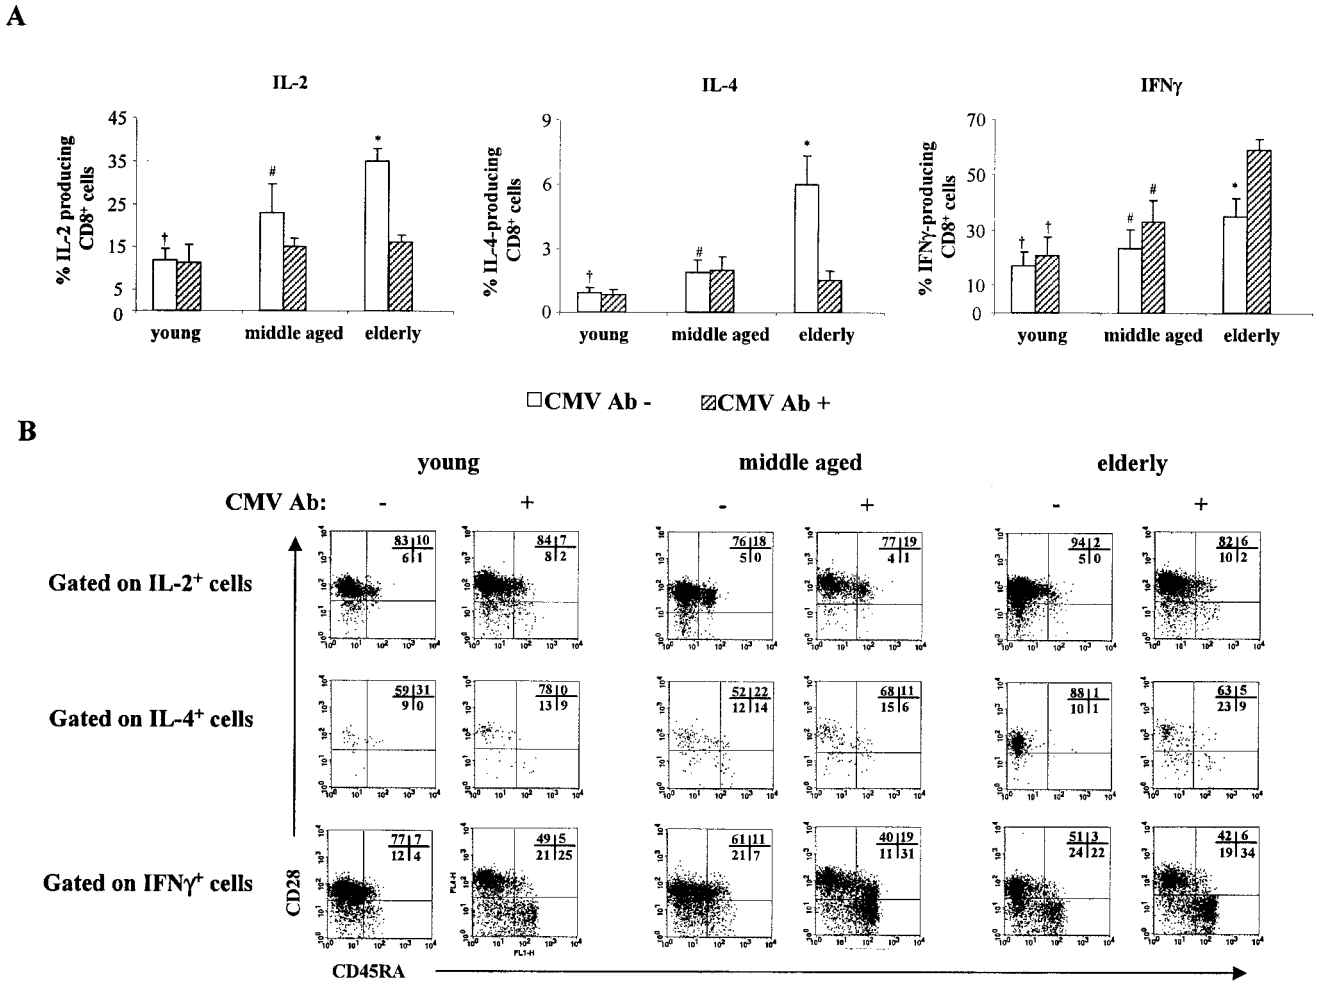 A
IL-2
IL-4
IFNγ
% IL-2 producing
CD8+ cells
45
35
25
15
5
0
†
#
*
young
middle aged
elderly
% IL-4-producing
CD8+ cells
9
6
3
0
†
#
*
young
middle aged
elderly
% IFNγ-producing
CD8+ cells
70
50
30
10
0
†
†
#
#
*
young
middle aged
elderly
CMV Ab -
CMV Ab +
B
young
middle aged
elderly
CMV Ab:
-
+
-
+
-
+
Gated on IL-2+ cells
83 10
6 1
84 7
8 2
76 18
5 0
77 19
4 1
94 2
5 0
82 6
10 2
Gated on IL-4+ cells
59 31
9 0
78 0
13 9
52 22
12 14
68 11
15 6
88 1
10 1
63 5
23 9
Gated on IFNγ+ cells
77 7
12 4
49 5
21 25
61 11
21 7
40 19
11 31
51 3
24 22
42 6
19 34
FL1-H
CD28
CD45RA